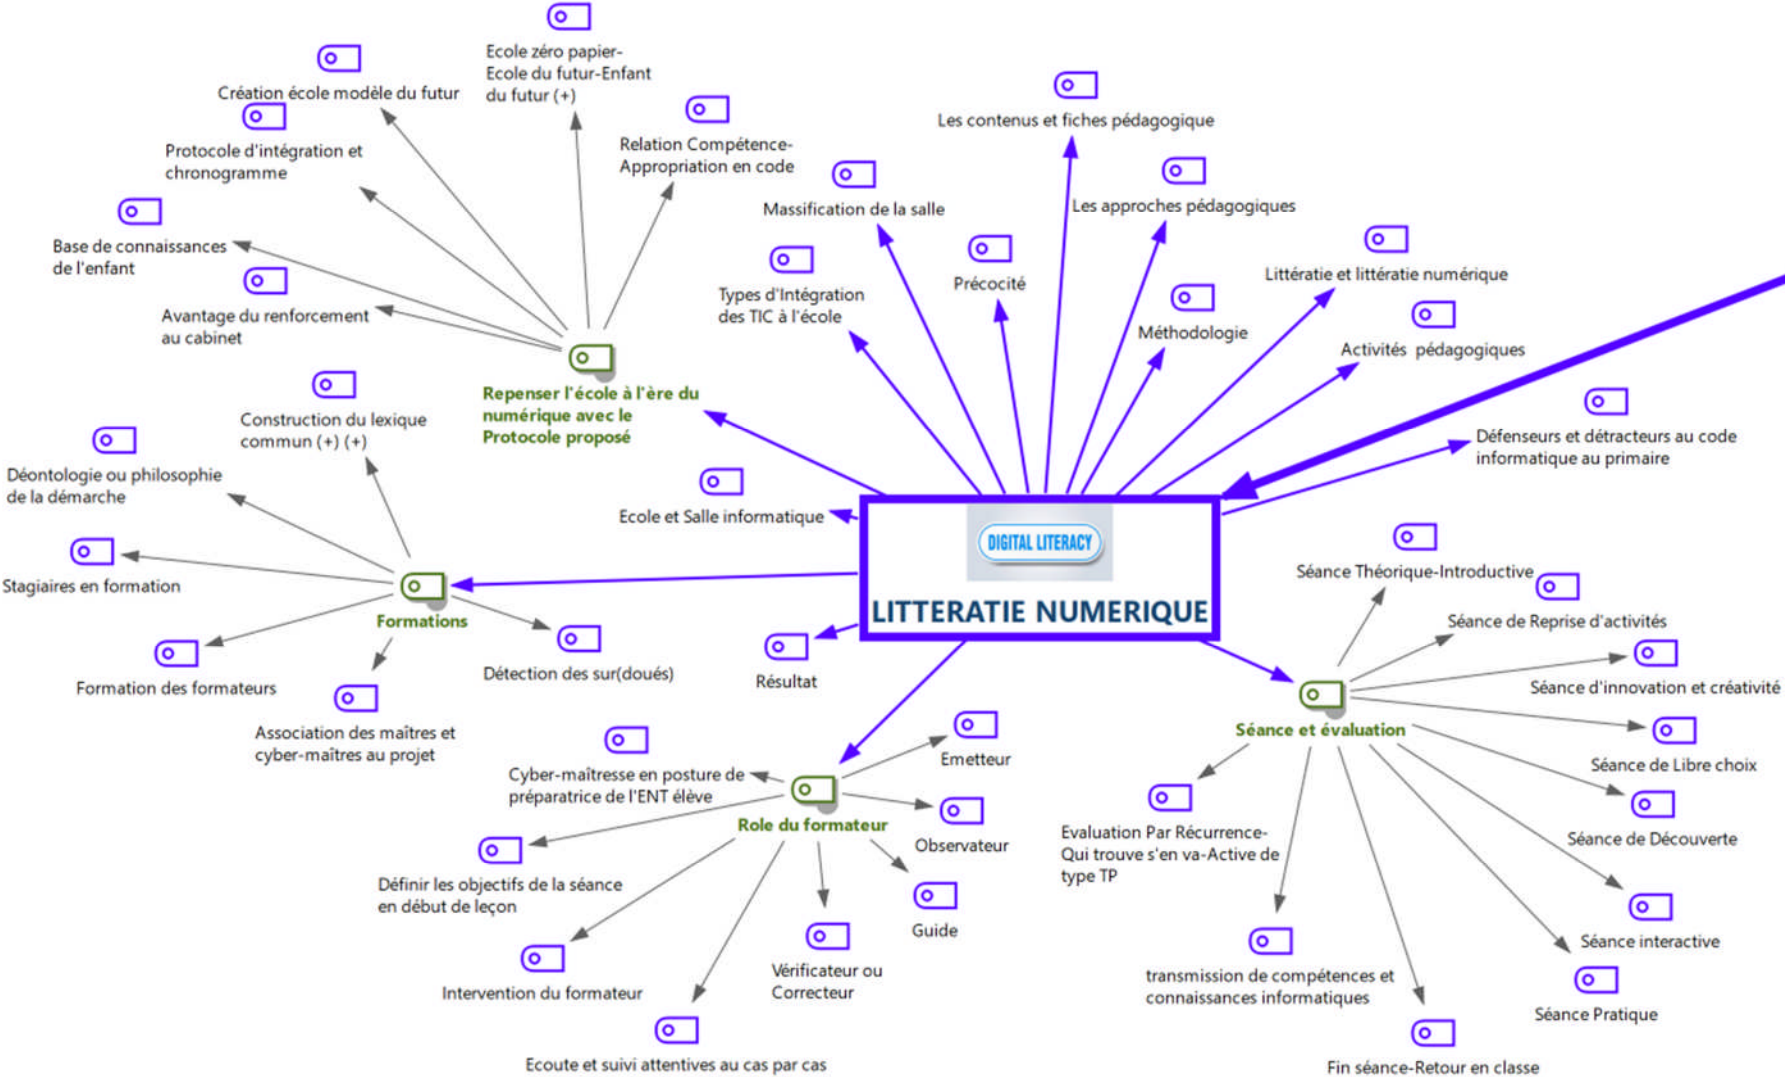 Ecole zéro papier-
Ecole du futur-Enfant
du futur (+)
Création école modèle du futur
Protocole d'intégration et
chronogramme
Relation Compétence-
Appropriation en code
Base de connaissances
de l'enfant
Avantage du renforcement
au cabinet
Repenser l'école à l'ère du
numérique avec le
Protocole proposé
Les contenus et fiches pédagogique
Massification de la salle
Les approches pédagogiques
Types d'Intégration
des TIC à l'école
Précocité
Littératie et littératie numérique
Méthodologie
Activités pédagogiques
Défenseurs et détracteurs au code
informatique au primaire
Construction du lexique
commun (+) (+)
Déontologie ou philosophie
de la démarche
Stagiaires en formation
Formations
Formation des formateurs
Détection des sur(doués)
Association des maîtres et
cyber-maîtres au projet
Ecole et Salle informatique
DIGITAL LITERACY
LITTERATIE NUMERIQUE
Résultat
Séance Théorique-Introductive
Séance de Reprise d'activités
Séance d'innovation et créativité
Séance et évaluation
Séance de Libre choix
Séance de Découverte
Evaluation Par Récurrence-
Qui trouve s'en va-Active de
type TP
Séance interactive
transmission de compétences et
connaissances informatiques
Séance Pratique
Fin séance-Retour en classe
Cyber-maîtresse en posture de
préparatrice de l'ENT élève
Emetteur
Role du formateur
Observateur
Définir les objectifs de la séance
en début de leçon
Guide
Intervention du formateur
Vérificateur ou
Correcteur
Ecoute et suivi attentives au cas par cas